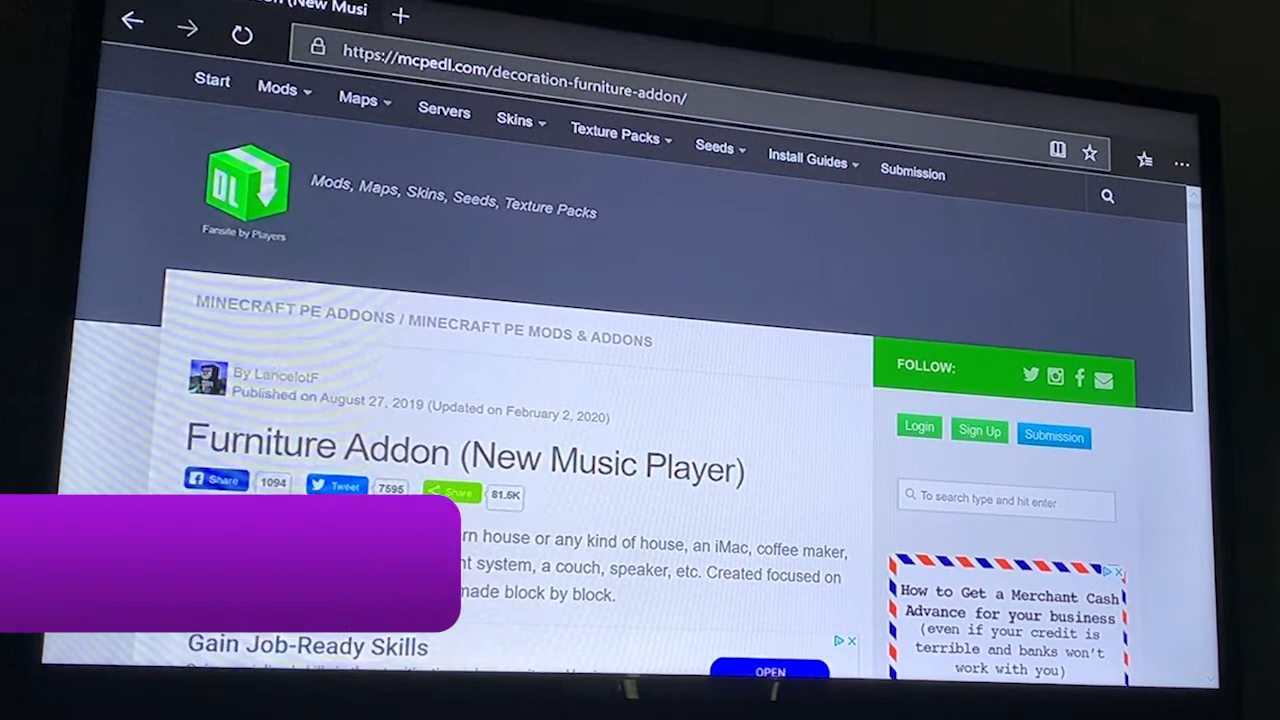 (New Musi
https://mcpedl.com/decoration-furniture-addon/
Start Mods Maps Servers Skins Texture Packs Seeds Install Guides Submission
DL
Fansite by Players
Mods, Maps, Skins, Seeds, Texture Packs
MINECRAFT PE ADDONS / MINECRAFT PE MODS & ADDONS
By LancelotF
Published on August 27, 2019 (Updated on February 2, 2020)
Furniture Addon (New Music Player)
Share 1094 Tweet 7595 Share 81.5K
house or any kind of house, an iMac, coffee maker,
system, a couch, speaker, etc. Created focused on
made block by block.
Gain Job-Ready Skills
OPEN
FOLLOW:
Login Sign Up Submission
To search type and hit enter
How to Get a Merchant Cash
Advance for your business
(even if your credit is
terrible and banks won't
work with you)